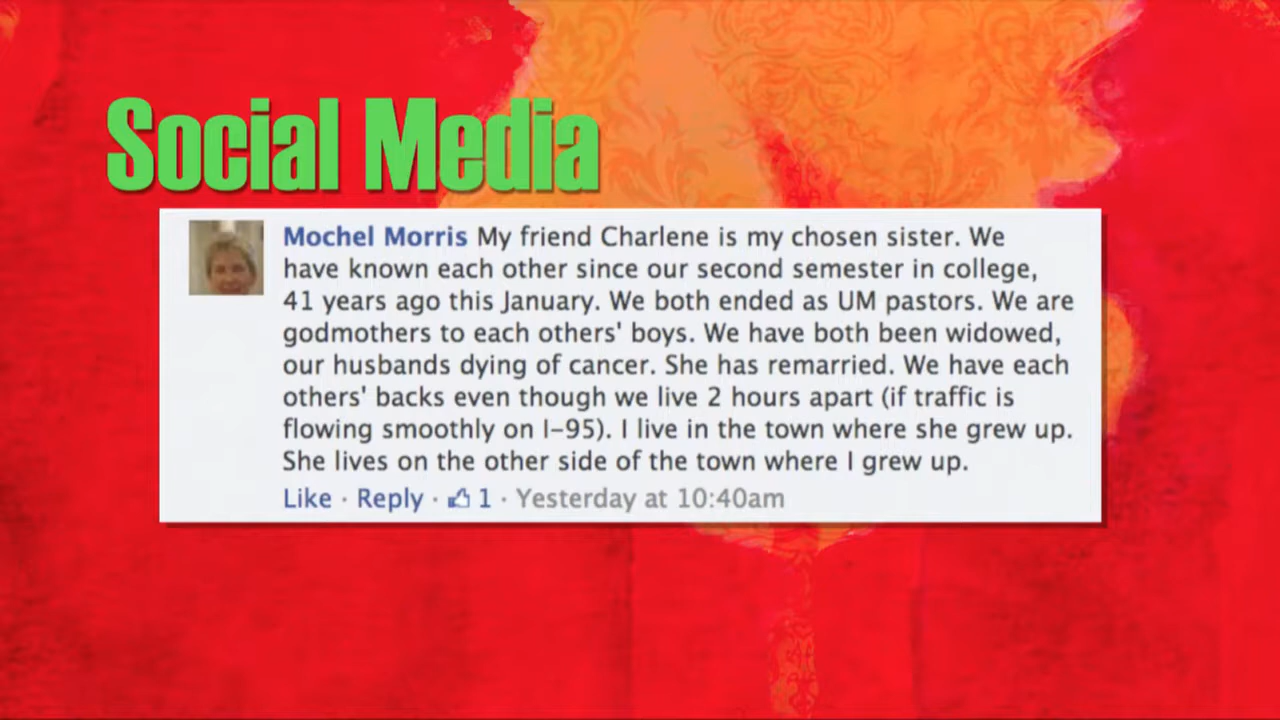 Social Media
Mochel Morris My friend Charlene is my chosen sister. We
have known each other since our second semester in college,
41 years ago this January. We both ended as UM pastors. We are
godmothers to each others' boys. We have both been widowed,
our husbands dying of cancer. She has remarried. We have each
others' backs even though we live 2 hours apart (if traffic is
flowing smoothly on I-95). I live in the town where she grew up.
She lives on the other side of the town where I grew up.
Like · Reply · 1 · Yesterday at 10:40am